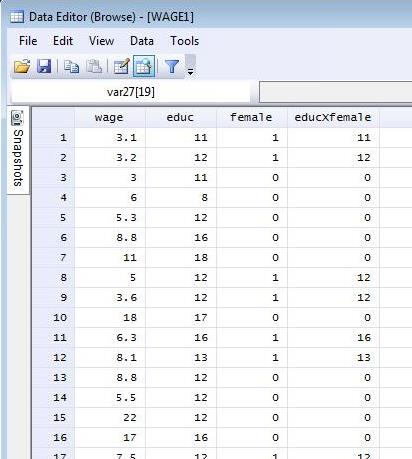 Data Editor (Browse) - [WAGE1]
File Edit View Data Tools
var27[19]
Snapshots
wage educ female educXfemale
1 3.1 11 1 11
2 3.2 12 1 12
3 3 11 0 0
4 6 8 0 0
5 5.3 12 0 0
6 8.8 16 0 0
7 11 18 0 0
8 5 12 1 12
9 3.6 12 1 12
10 18 17 0 0
11 6.3 16 1 16
12 8.1 13 1 13
13 8.8 12 0 0
14 5.5 12 0 0
15 22 12 0 0
16 17 16 0 0
17 7.5 12 1 12